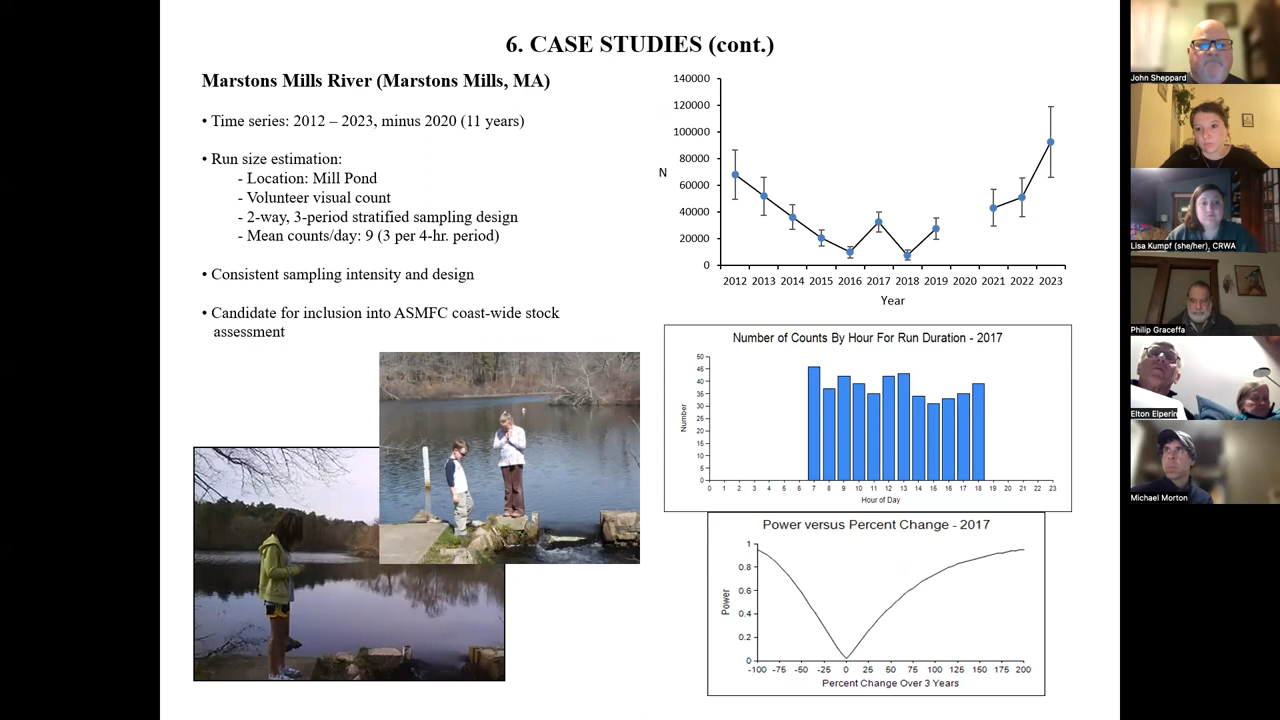 6. CASE STUDIES (cont.)
Marstons Mills River (Marstons Mills, MA)
• Time series: 2012 – 2023, minus 2020 (11 years)
• Run size estimation:
- Location: Mill Pond
- Volunteer visual count
- 2-way, 3-period stratified sampling design
- Mean counts/day: 9 (3 per 4-hr. period)
• Consistent sampling intensity and design
• Candidate for inclusion into ASMFC coast-wide stock
assessment
140000
120000
100000
80000
60000
40000
20000
0
N
2012 2013 2014 2015 2016 2017 2018 2019 2020 2021 2022 2023
Year
Number of Counts By Hour For Run Duration - 2017
50
45
40
35
30
25
20
15
10
5
0
Number
0 1 2 3 4 5 6 7 8 9 10 11 12 13 14 15 16 17 18 19 20 21 22 23
Hour of Day
Power versus Percent Change - 2017
1
0.8
0.6
0.4
0.2
0
Power
-100 -75 -50 -25 0 25 50 75 100 125 150 175 200
Percent Change Over 3 Years
John Sheppard
Lisa Kumpf (she/her), CRWA
Philip Graceffa
Elton Elperin
Michael Morton